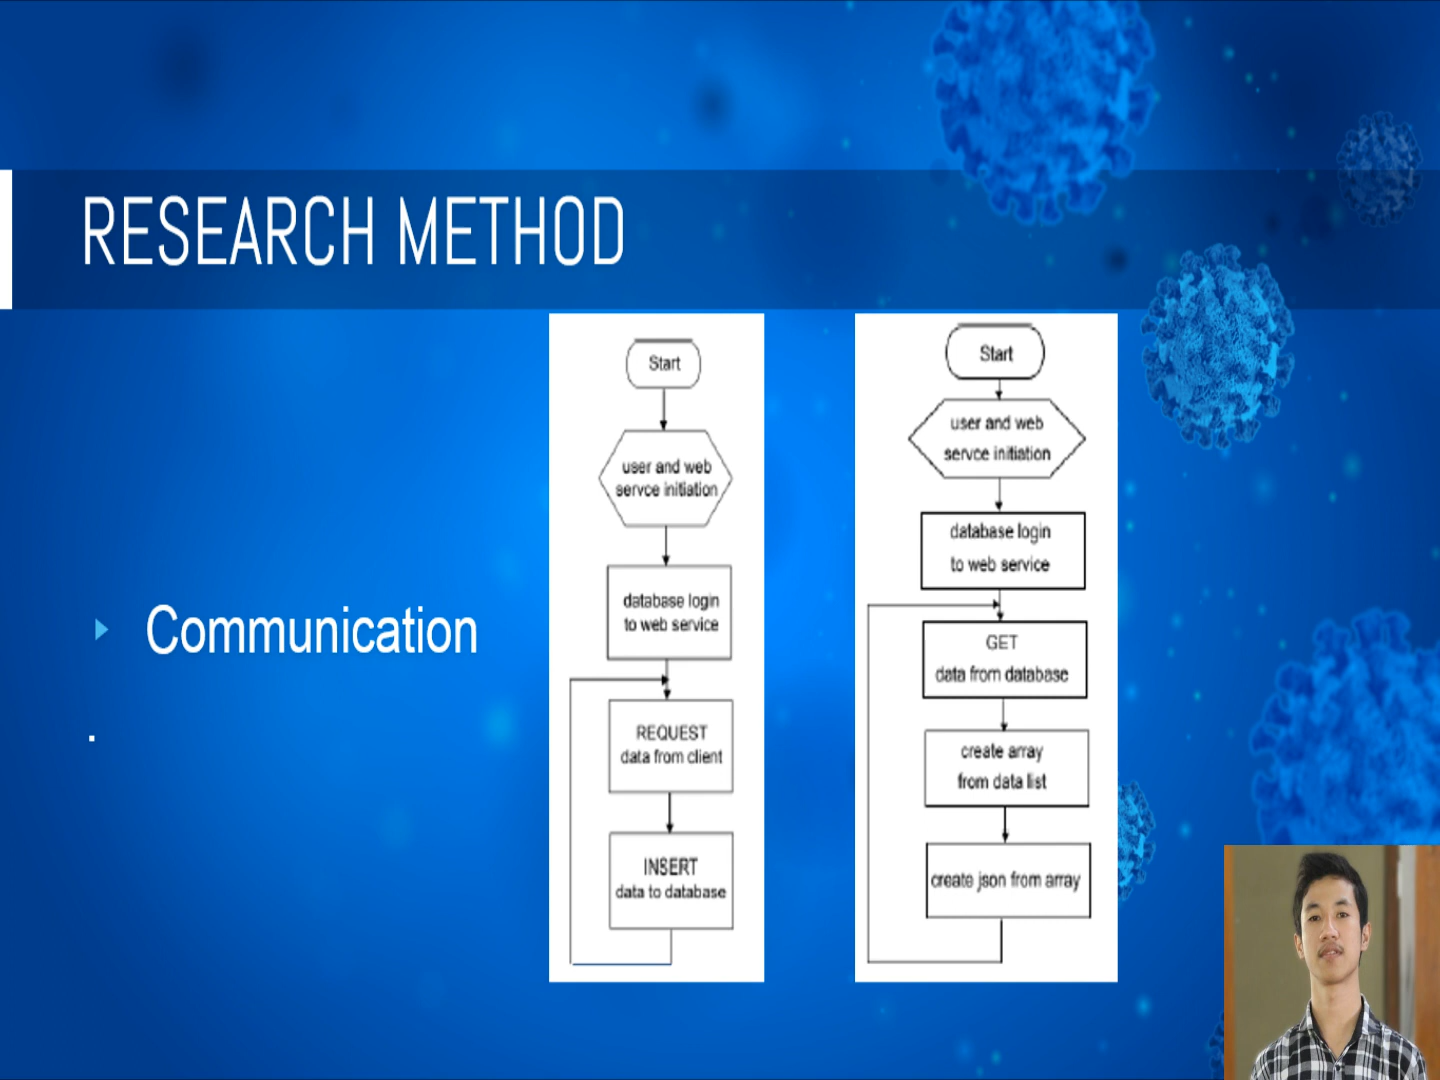 RESEARCH METHOD
Communication
.
Start
user and web
servce initiation
database login
to web service
REQUEST
data from client
INSERT
data to database
Start
user and web
servce initiation
database login
to web service
GET
data from database
create array
from data list
create json from array